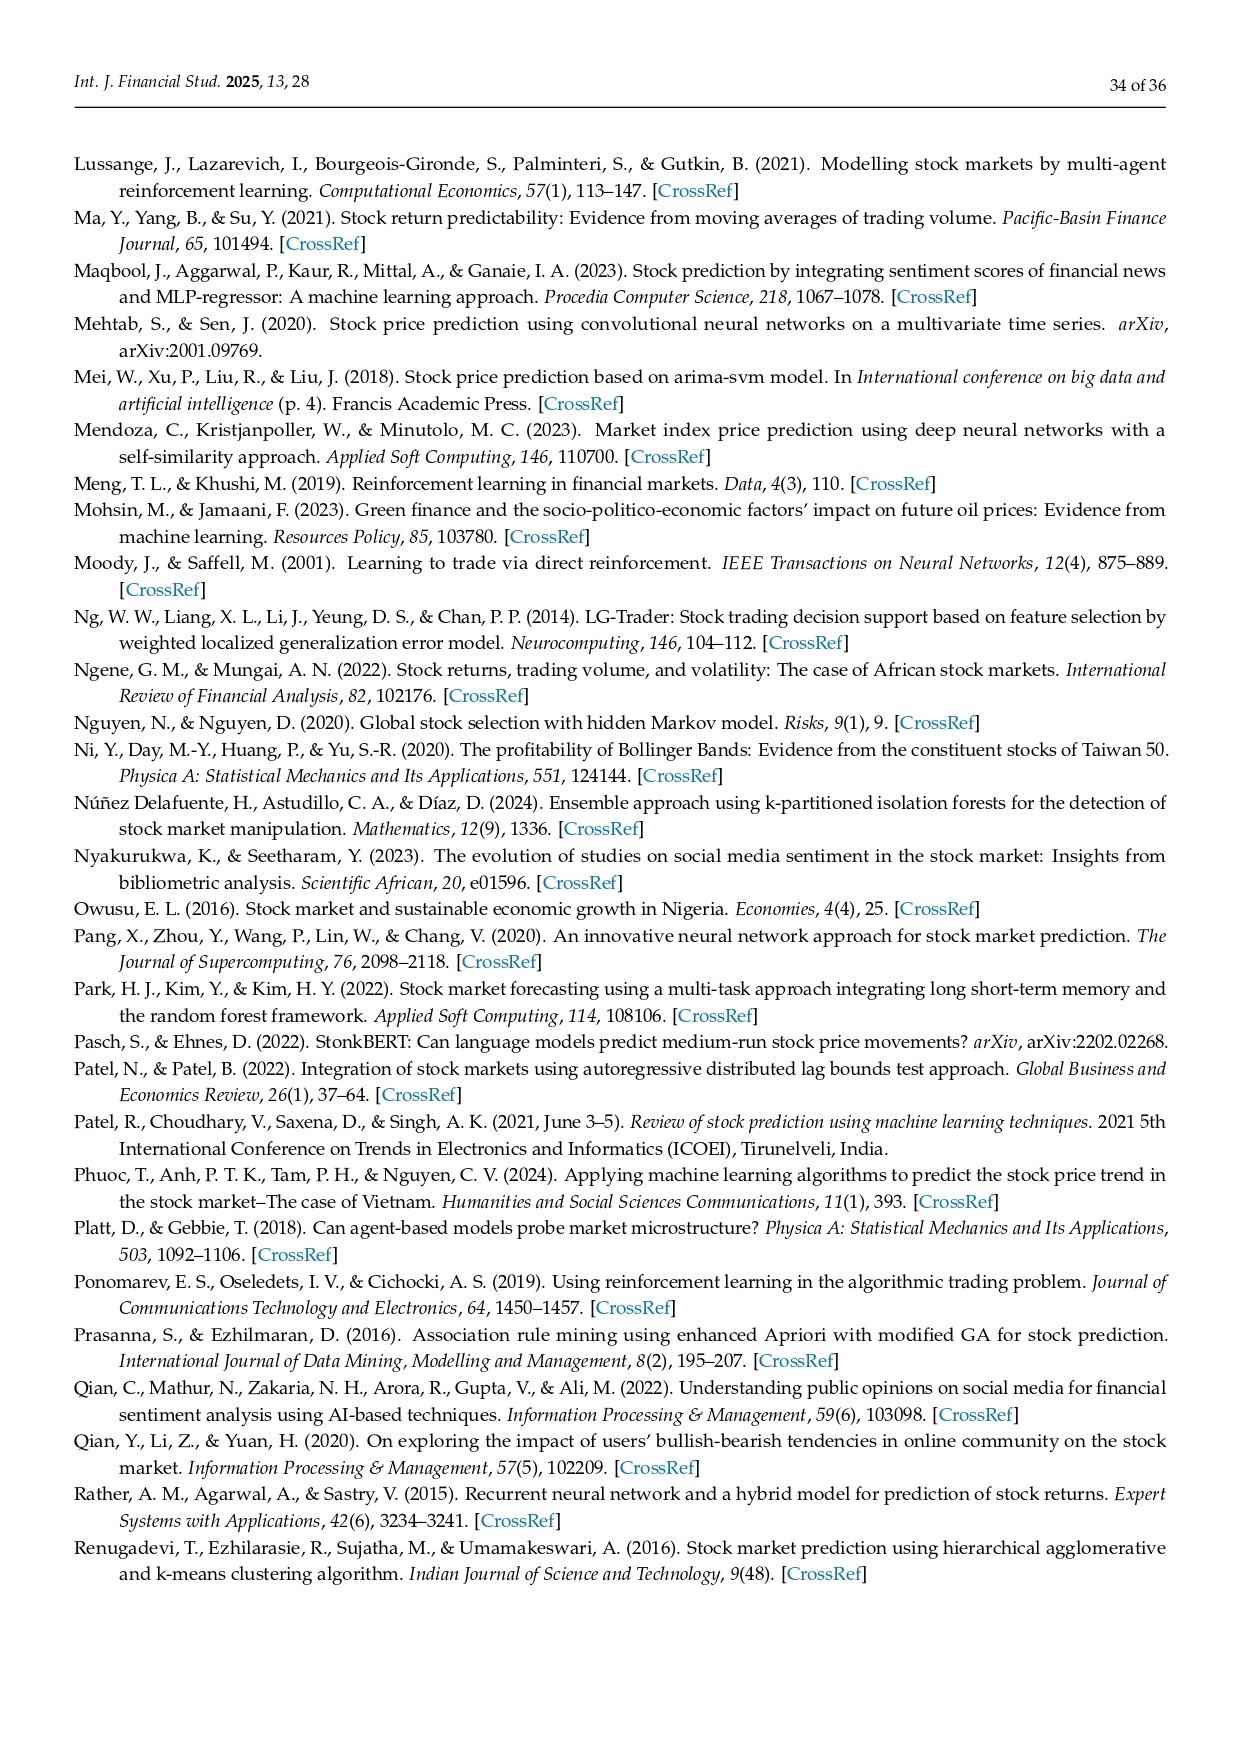 Int. J. Financial Stud. 2025, 13, 28
34 of 36
Lussange, J., Lazarevich, I., Bourgeois-Gironde, S., Palminteri, S., & Gutkin, B. (2021). Modelling stock markets by multi-agent
reinforcement learning. Computational Economics, 57(1), 113–147. [CrossRef]
Ma, Y., Yang, B., & Su, Y. (2021). Stock return predictability: Evidence from moving averages of trading volume. Pacific-Basin Finance
Journal, 65, 101494. [CrossRef]
Maqbool, J., Aggarwal, P., Kaur, R., Mittal, A., & Ganaie, I. A. (2023). Stock prediction by integrating sentiment scores of financial news
and MLP-regressor: A machine learning approach. Procedia Computer Science, 218, 1067–1078. [CrossRef]
Mehtab, S., & Sen, J. (2020). Stock price prediction using convolutional neural networks on a multivariate time series. arXiv,
arXiv:2001.09769.
Mei, W., Xu, P., Liu, R., & Liu, J. (2018). Stock price prediction based on arima-svm model. In International conference on big data and
artificial intelligence (p. 4). Francis Academic Press. [CrossRef]
Mendoza, C., Kristjanpoller, W., & Minutolo, M. C. (2023). Market index price prediction using deep neural networks with a
self-similarity approach. Applied Soft Computing, 146, 110700. [CrossRef]
Meng, T. L., & Khushi, M. (2019). Reinforcement learning in financial markets. Data, 4(3), 110. [CrossRef]
Mohsin, M., & Jamaani, F. (2023). Green finance and the socio-politico-economic factors’ impact on future oil prices: Evidence from
machine learning. Resources Policy, 85, 103780. [CrossRef]
Moody, J., & Saffell, M. (2001). Learning to trade via direct reinforcement. IEEE Transactions on Neural Networks, 12(4), 875–889.
[CrossRef]
Ng, W. W., Liang, X. L., Li, J., Yeung, D. S., & Chan, P. P. (2014). LG-Trader: Stock trading decision support based on feature selection by
weighted localized generalization error model. Neurocomputing, 146, 104–112. [CrossRef]
Ngene, G. M., & Mungai, A. N. (2022). Stock returns, trading volume, and volatility: The case of African stock markets. International
Review of Financial Analysis, 82, 102176. [CrossRef]
Nguyen, N., & Nguyen, D. (2020). Global stock selection with hidden Markov model. Risks, 9(1), 9. [CrossRef]
Ni, Y., Day, M.-Y., Huang, P., & Yu, S.-R. (2020). The profitability of Bollinger Bands: Evidence from the constituent stocks of Taiwan 50.
Physica A: Statistical Mechanics and Its Applications, 551, 124144. [CrossRef]
Núñez Delafuente, H., Astudillo, C. A., & Díaz, D. (2024). Ensemble approach using k-partitioned isolation forests for the detection of
stock market manipulation. Mathematics, 12(9), 1336. [CrossRef]
Nyakurukwa, K., & Seetharam, Y. (2023). The evolution of studies on social media sentiment in the stock market: Insights from
bibliometric analysis. Scientific African, 20, e01596. [CrossRef]
Owusu, E. L. (2016). Stock market and sustainable economic growth in Nigeria. Economies, 4(4), 25. [CrossRef]
Pang, X., Zhou, Y., Wang, P., Lin, W., & Chang, V. (2020). An innovative neural network approach for stock market prediction. The
Journal of Supercomputing, 76, 2098–2118. [CrossRef]
Park, H. J., Kim, Y., & Kim, H. Y. (2022). Stock market forecasting using a multi-task approach integrating long short-term memory and
the random forest framework. Applied Soft Computing, 114, 108106. [CrossRef]
Pasch, S., & Ehnes, D. (2022). StonkBERT: Can language models predict medium-run stock price movements? arXiv, arXiv:2202.02268.
Patel, N., & Patel, B. (2022). Integration of stock markets using autoregressive distributed lag bounds test approach. Global Business and
Economics Review, 26(1), 37–64. [CrossRef]
Patel, R., Choudhary, V., Saxena, D., & Singh, A. K. (2021, June 3–5). Review of stock prediction using machine learning techniques. 2021 5th
International Conference on Trends in Electronics and Informatics (ICOEI), Tirunelveli, India.
Phuoc, T., Anh, P. T. K., Tam, P. H., & Nguyen, C. V. (2024). Applying machine learning algorithms to predict the stock price trend in
the stock market–The case of Vietnam. Humanities and Social Sciences Communications, 11(1), 393. [CrossRef]
Platt, D., & Gebbie, T. (2018). Can agent-based models probe market microstructure? Physica A: Statistical Mechanics and Its Applications,
503, 1092–1106. [CrossRef]
Ponomarev, E. S., Oseledets, I. V., & Cichocki, A. S. (2019). Using reinforcement learning in the algorithmic trading problem. Journal of
Communications Technology and Electronics, 64, 1450–1457. [CrossRef]
Prasanna, S., & Ezhilmaran, D. (2016). Association rule mining using enhanced Apriori with modified GA for stock prediction.
International Journal of Data Mining, Modelling and Management, 8(2), 195–207. [CrossRef]
Qian, C., Mathur, N., Zakaria, N. H., Arora, R., Gupta, V., & Ali, M. (2022). Understanding public opinions on social media for financial
sentiment analysis using AI-based techniques. Information Processing & Management, 59(6), 103098. [CrossRef]
Qian, Y., Li, Z., & Yuan, H. (2020). On exploring the impact of users’ bullish-bearish tendencies in online community on the stock
market. Information Processing & Management, 57(5), 102209. [CrossRef]
Rather, A. M., Agarwal, A., & Sastry, V. (2015). Recurrent neural network and a hybrid model for prediction of stock returns. Expert
Systems with Applications, 42(6), 3234–3241. [CrossRef]
Renugadevi, T., Ezhilarasie, R., Sujatha, M., & Umamakeswari, A. (2016). Stock market prediction using hierarchical agglomerative
and k-means clustering algorithm. Indian Journal of Science and Technology, 9(48). [CrossRef]